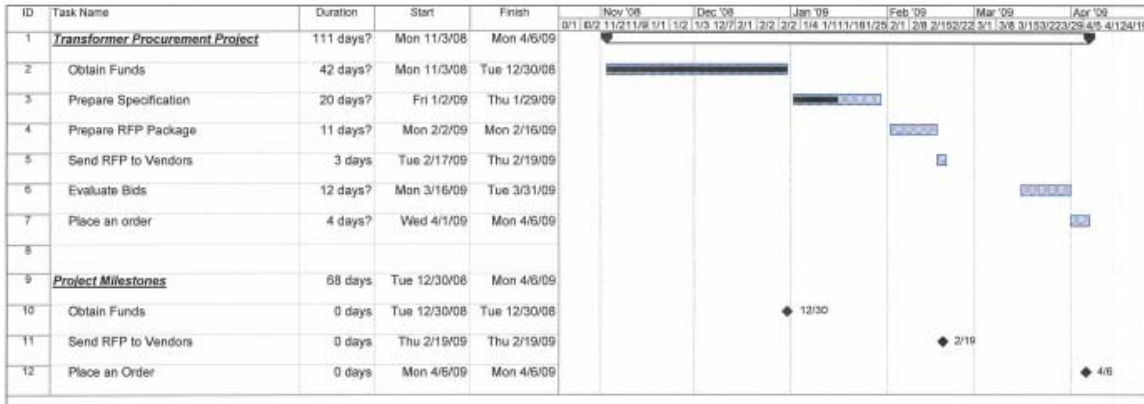 ID Task Name Duration Start Finish Nov '08 Dec '08 Jan '09 Feb '09 Mar '09 Apr '09
1 Transformer Procurement Project 111 days? Mon 11/3/08 Mon 4/6/09
2 Obtain Funds 42 days? Mon 11/3/08 Tue 12/30/08
3 Prepare Specification 20 days? Fri 1/2/09 Thu 1/29/09
4 Prepare RFP Package 11 days? Mon 2/2/09 Mon 2/16/09
5 Send RFP to Vendors 3 days Tue 2/17/09 Thu 2/19/09
6 Evaluate Bids 12 days? Mon 3/16/09 Tue 3/31/09
7 Place an order 4 days? Wed 4/1/09 Mon 4/6/09
8
9 Project Milestones 68 days Tue 12/30/08 Mon 4/6/09
10 Obtain Funds 0 days Tue 12/30/08 Tue 12/30/08 12/30
11 Send RFP to Vendors 0 days Thu 2/19/09 Thu 2/19/09 2/19
12 Place an Order 0 days Mon 4/6/09 Mon 4/6/09 4/6